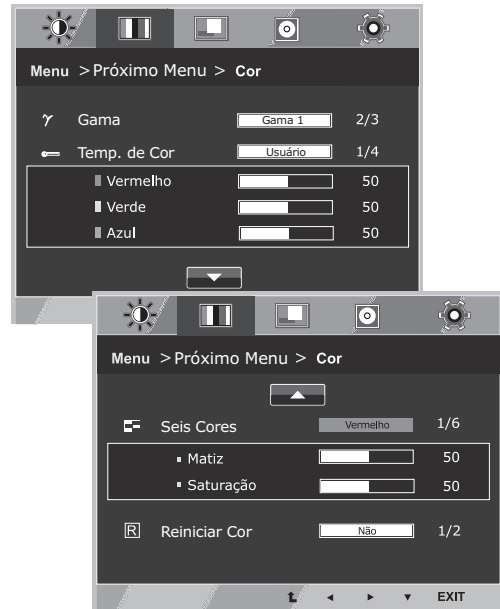 Menu > Próximo Menu > Cor
γ Gama Gama 1 2/3
Temp. de Cor Usuário 1/4
Vermelho 50
Verde 50
Azul 50
Menu > Próximo Menu > Cor
Seis Cores Vermelho 1/6
Matiz 50
Saturação 50
R Reiniciar Cor Não 1/2
EXIT